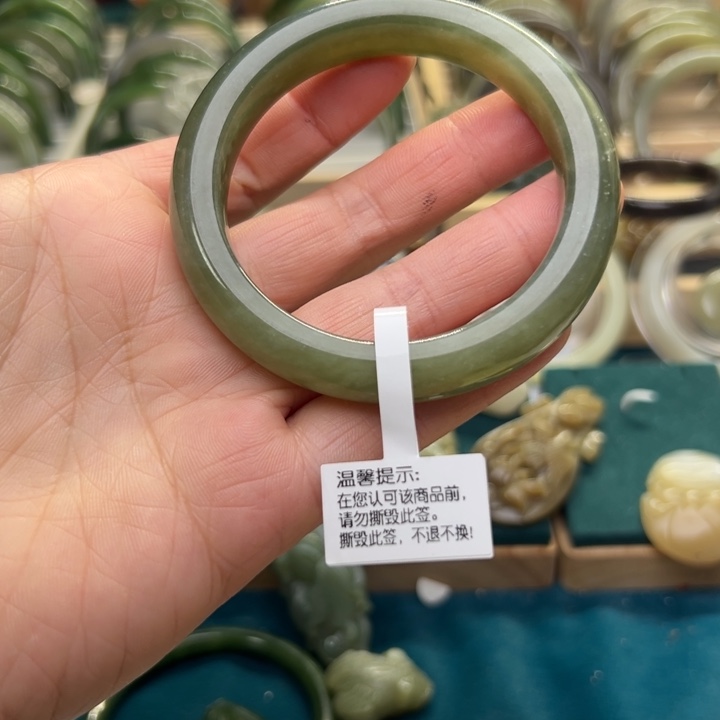 温馨提示:
在您认可该商品前,
请勿撕毁此签。
撕毁此签, 不退不换!